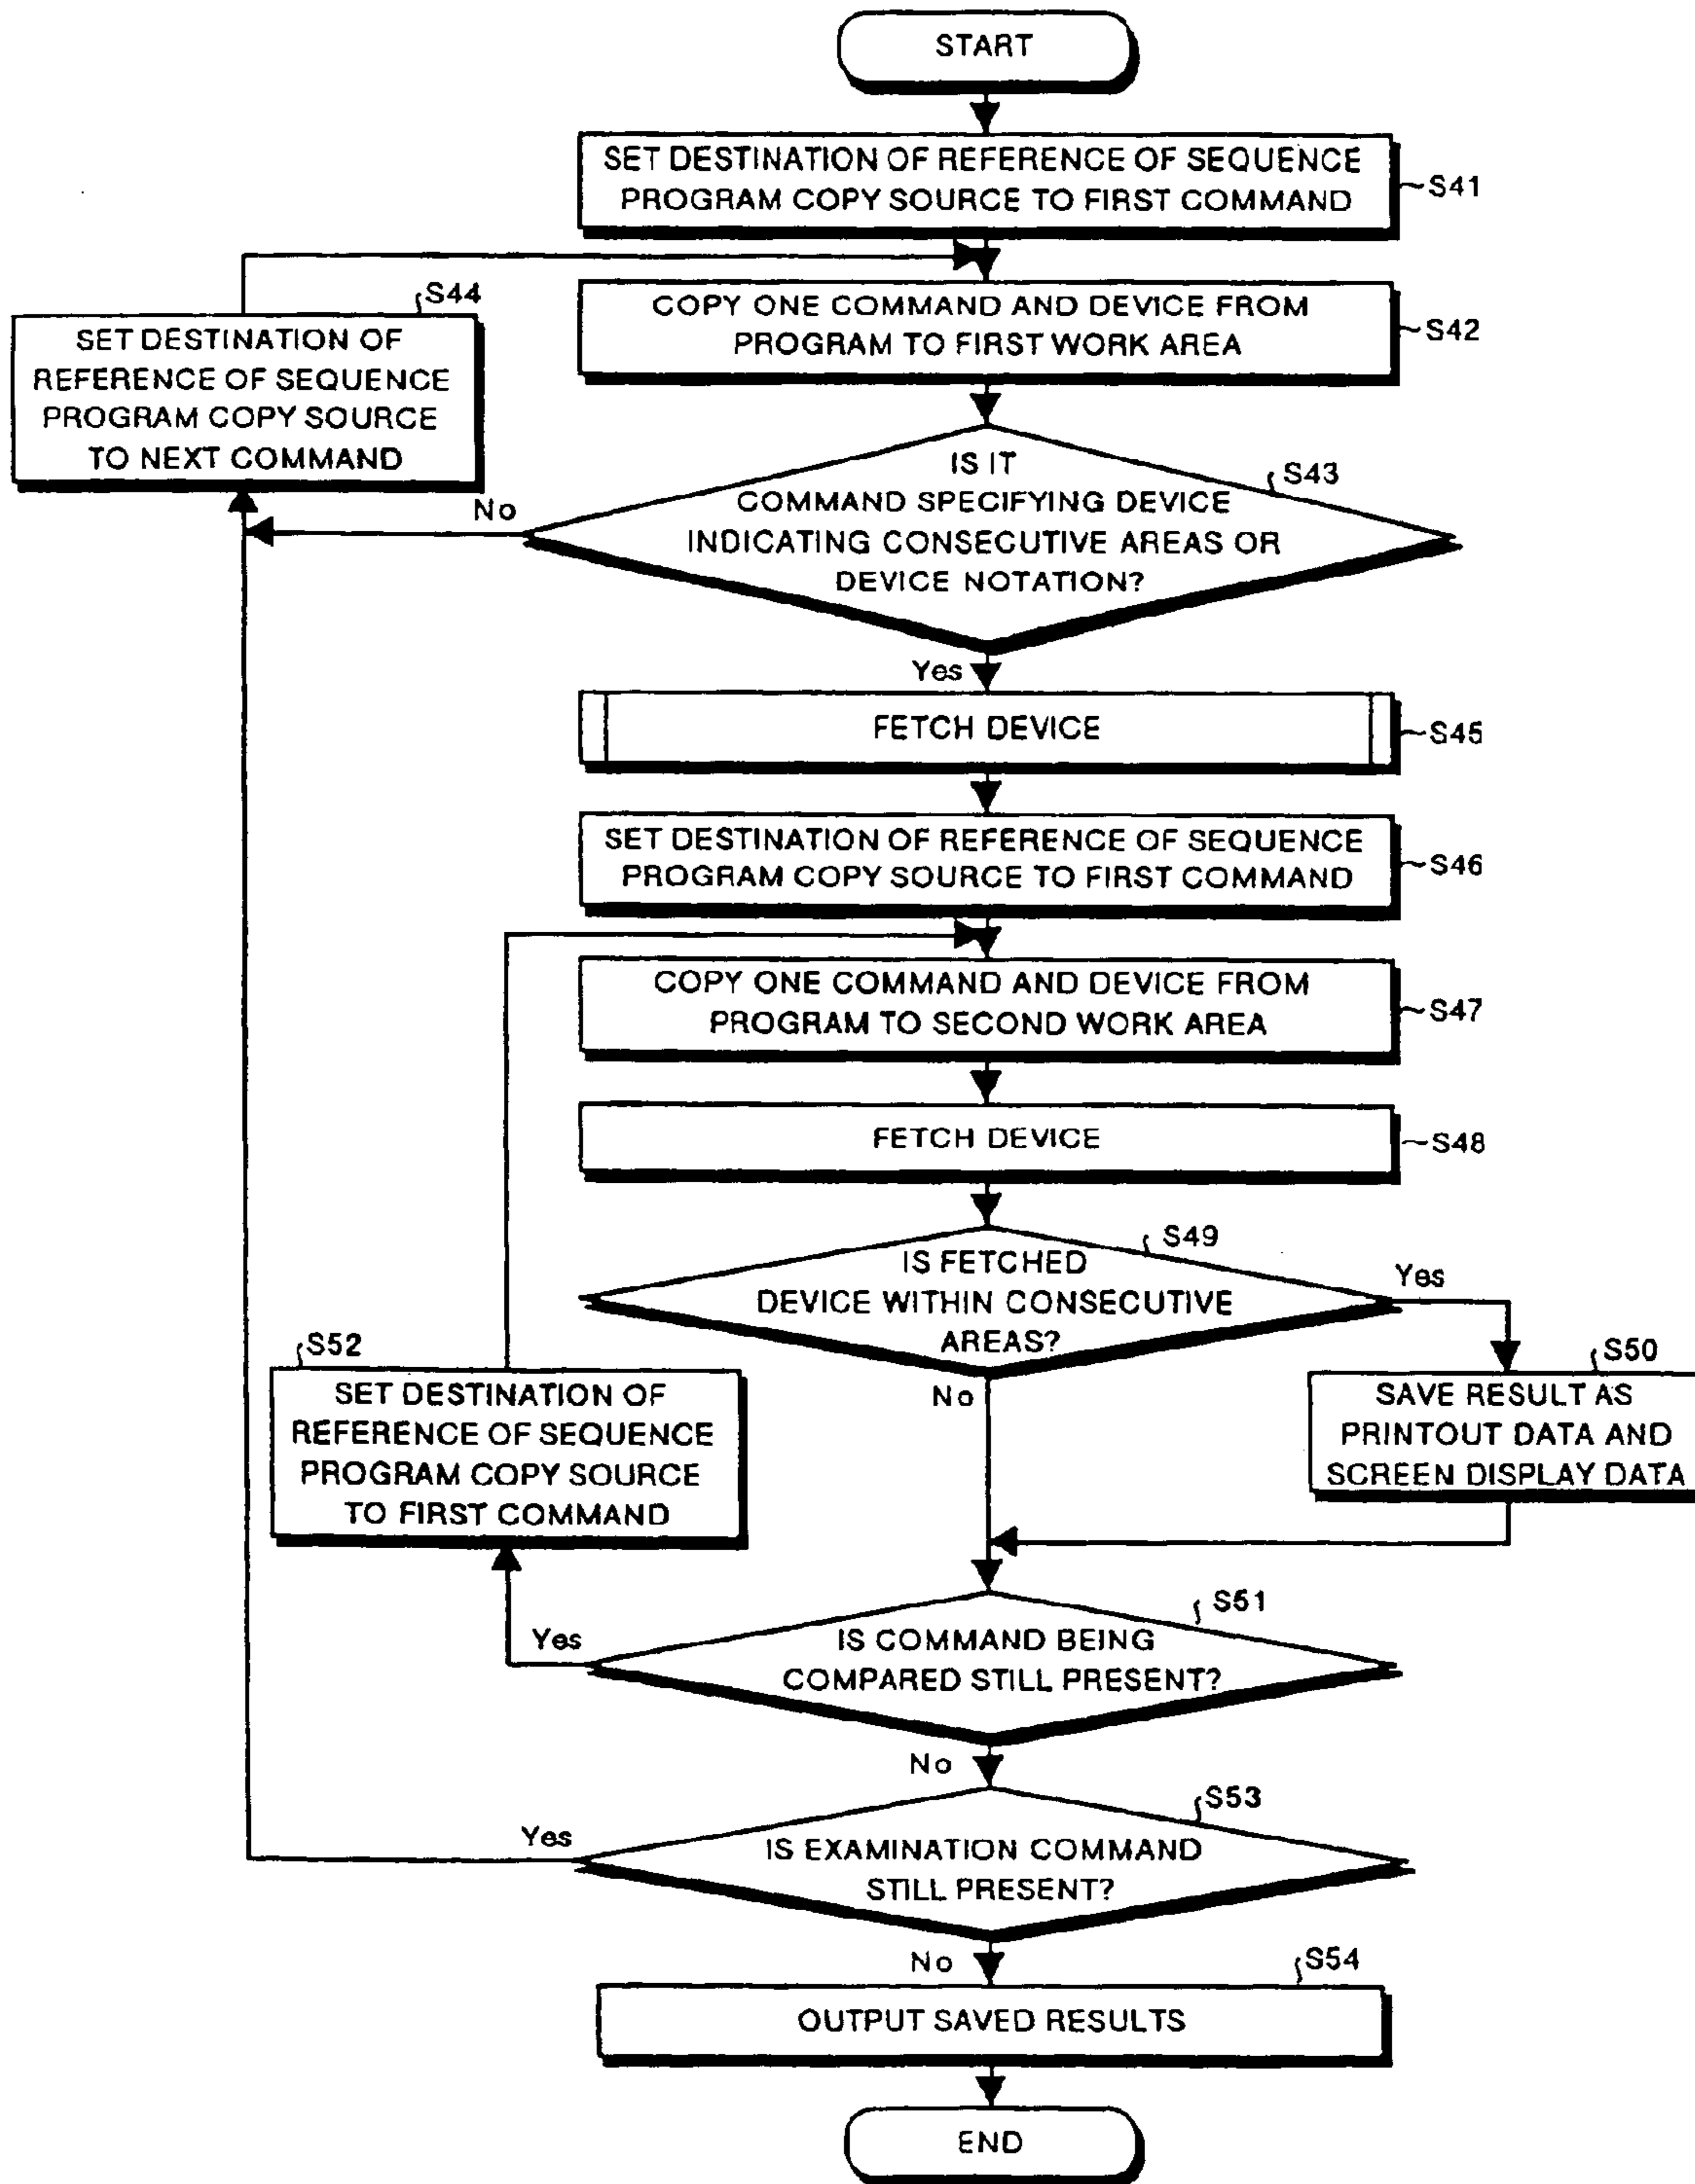 START
SET DESTINATION OF REFERENCE OF SEQUENCE
PROGRAM COPY SOURCE TO FIRST COMMAND
S41
S44
SET DESTINATION OF
REFERENCE OF SEQUENCE
PROGRAM COPY SOURCE
TO NEXT COMMAND
COPY ONE COMMAND AND DEVICE FROM
PROGRAM TO FIRST WORK AREA
S42
IS IT
COMMAND SPECIFYING DEVICE
INDICATING CONSECUTIVE AREAS OR
DEVICE NOTATION?
S43
No
Yes
FETCH DEVICE
S45
SET DESTINATION OF REFERENCE OF SEQUENCE
PROGRAM COPY SOURCE TO FIRST COMMAND
S46
COPY ONE COMMAND AND DEVICE FROM
PROGRAM TO SECOND WORK AREA
S47
FETCH DEVICE
S48
S49
IS FETCHED
DEVICE WITHIN CONSECUTIVE
AREAS?
Yes
No
S50
SAVE RESULT AS
PRINTOUT DATA AND
SCREEN DISPLAY DATA
S52
SET DESTINATION OF
REFERENCE OF SEQUENCE
PROGRAM COPY SOURCE
TO FIRST COMMAND
S51
IS COMMAND BEING
COMPARED STILL PRESENT?
Yes
No
S53
IS EXAMINATION COMMAND
STILL PRESENT?
Yes
No
S54
OUTPUT SAVED RESULTS
END